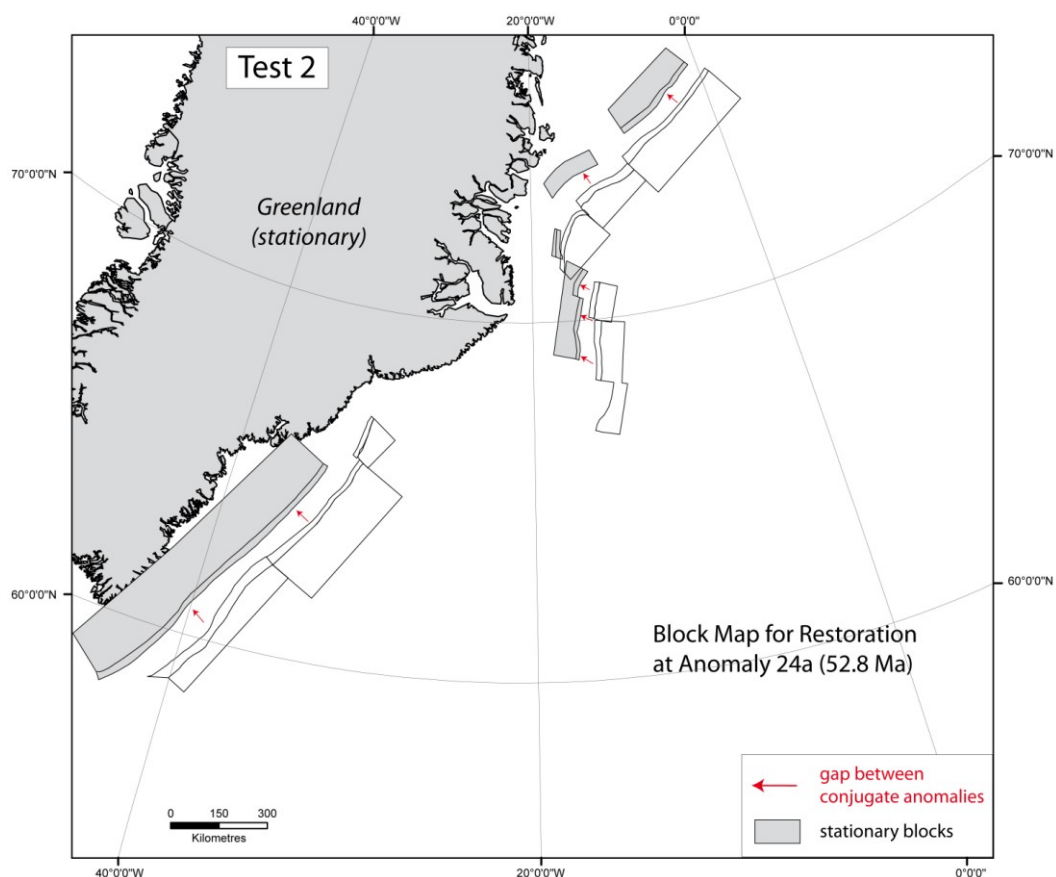 40°0'0"W
20°0'0"W
0°0'0"
Test 2
70°0'0"N
70°0'0"N
Greenland
(stationary)
60°0'0"N
60°0'0"N
Block Map for Restoration
at Anomaly 24a (52.8 Ma)
gap between
conjugate anomalies
stationary blocks
0 150 300
Kilometres
40°0'0"W
20°0'0"W
0°0'0"